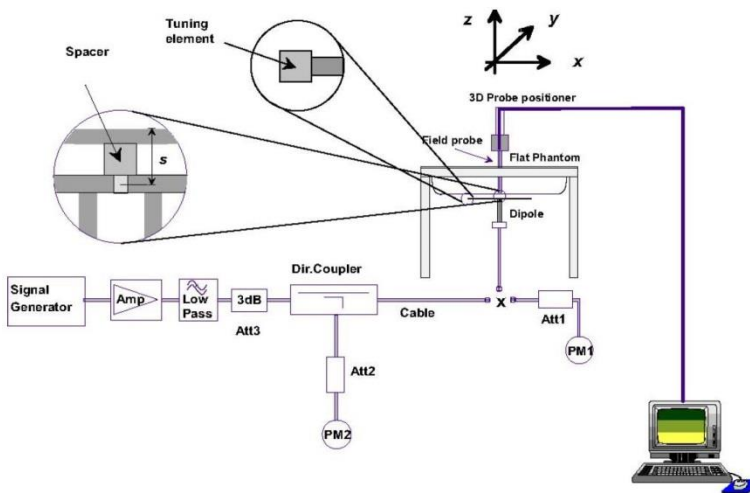 Tuning
element
Spacer
s
z
y
x
3D Probe positioner
Field probe
Flat Phantom
Dipole
Dir.Coupler
Signal
Generator
Amp
Low
Pass
3dB
Att3
Cable
x
Att1
PM1
Att2
PM2